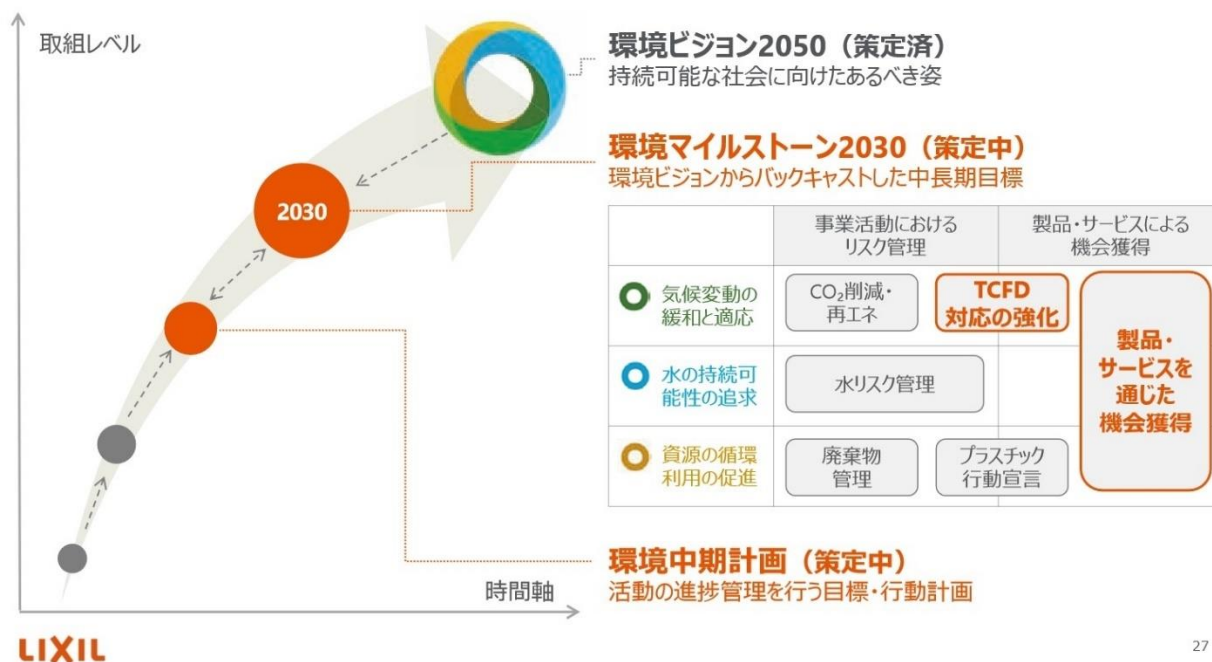 取組レベル
環境ビジョン2050（策定済）
持続可能な社会に向けたあるべき姿
環境マイルストーン2030（策定中）
環境ビジョンからバックキャストした中長期目標
2030
事業活動における
リスク管理
製品・サービスによる
機会獲得
気候変動の
緩和と適応
CO₂削減・
再エネ
TCFD
対応の強化
製品・
サービスを
通じた
機会獲得
水の持続可
能性の追求
水リスク管理
資源の循環
利用の促進
廃棄物
管理
プラスチック
行動宣言
環境中期計画（策定中）
活動の進捗管理を行う目標・行動計画
時間軸
LIXIL
27